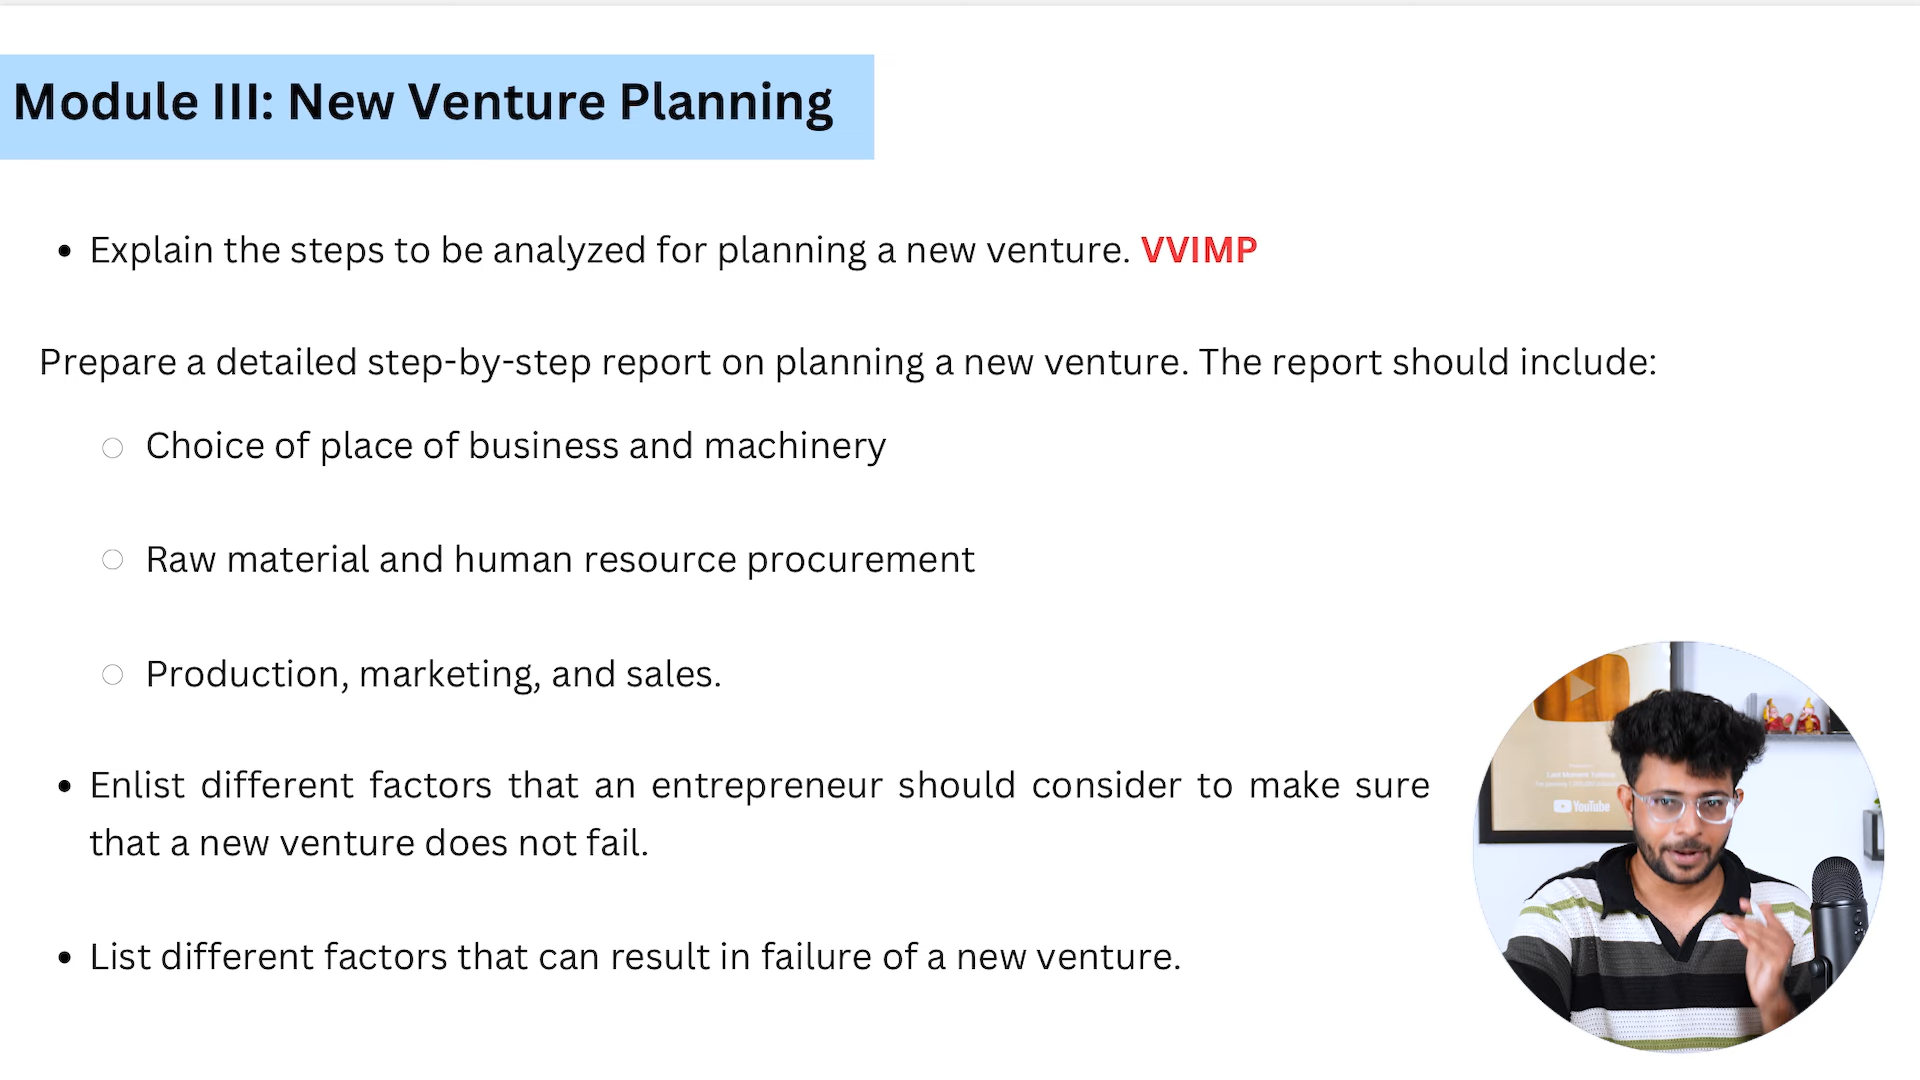 Module III: New Venture Planning
• Explain the steps to be analyzed for planning a new venture. VVIMP
Prepare a detailed step-by-step report on planning a new venture. The report should include:
○ Choice of place of business and machinery
○ Raw material and human resource procurement
○ Production, marketing, and sales.
• Enlist different factors that an entrepreneur should consider to make sure
that a new venture does not fail.
• List different factors that can result in failure of a new venture.
YouTube